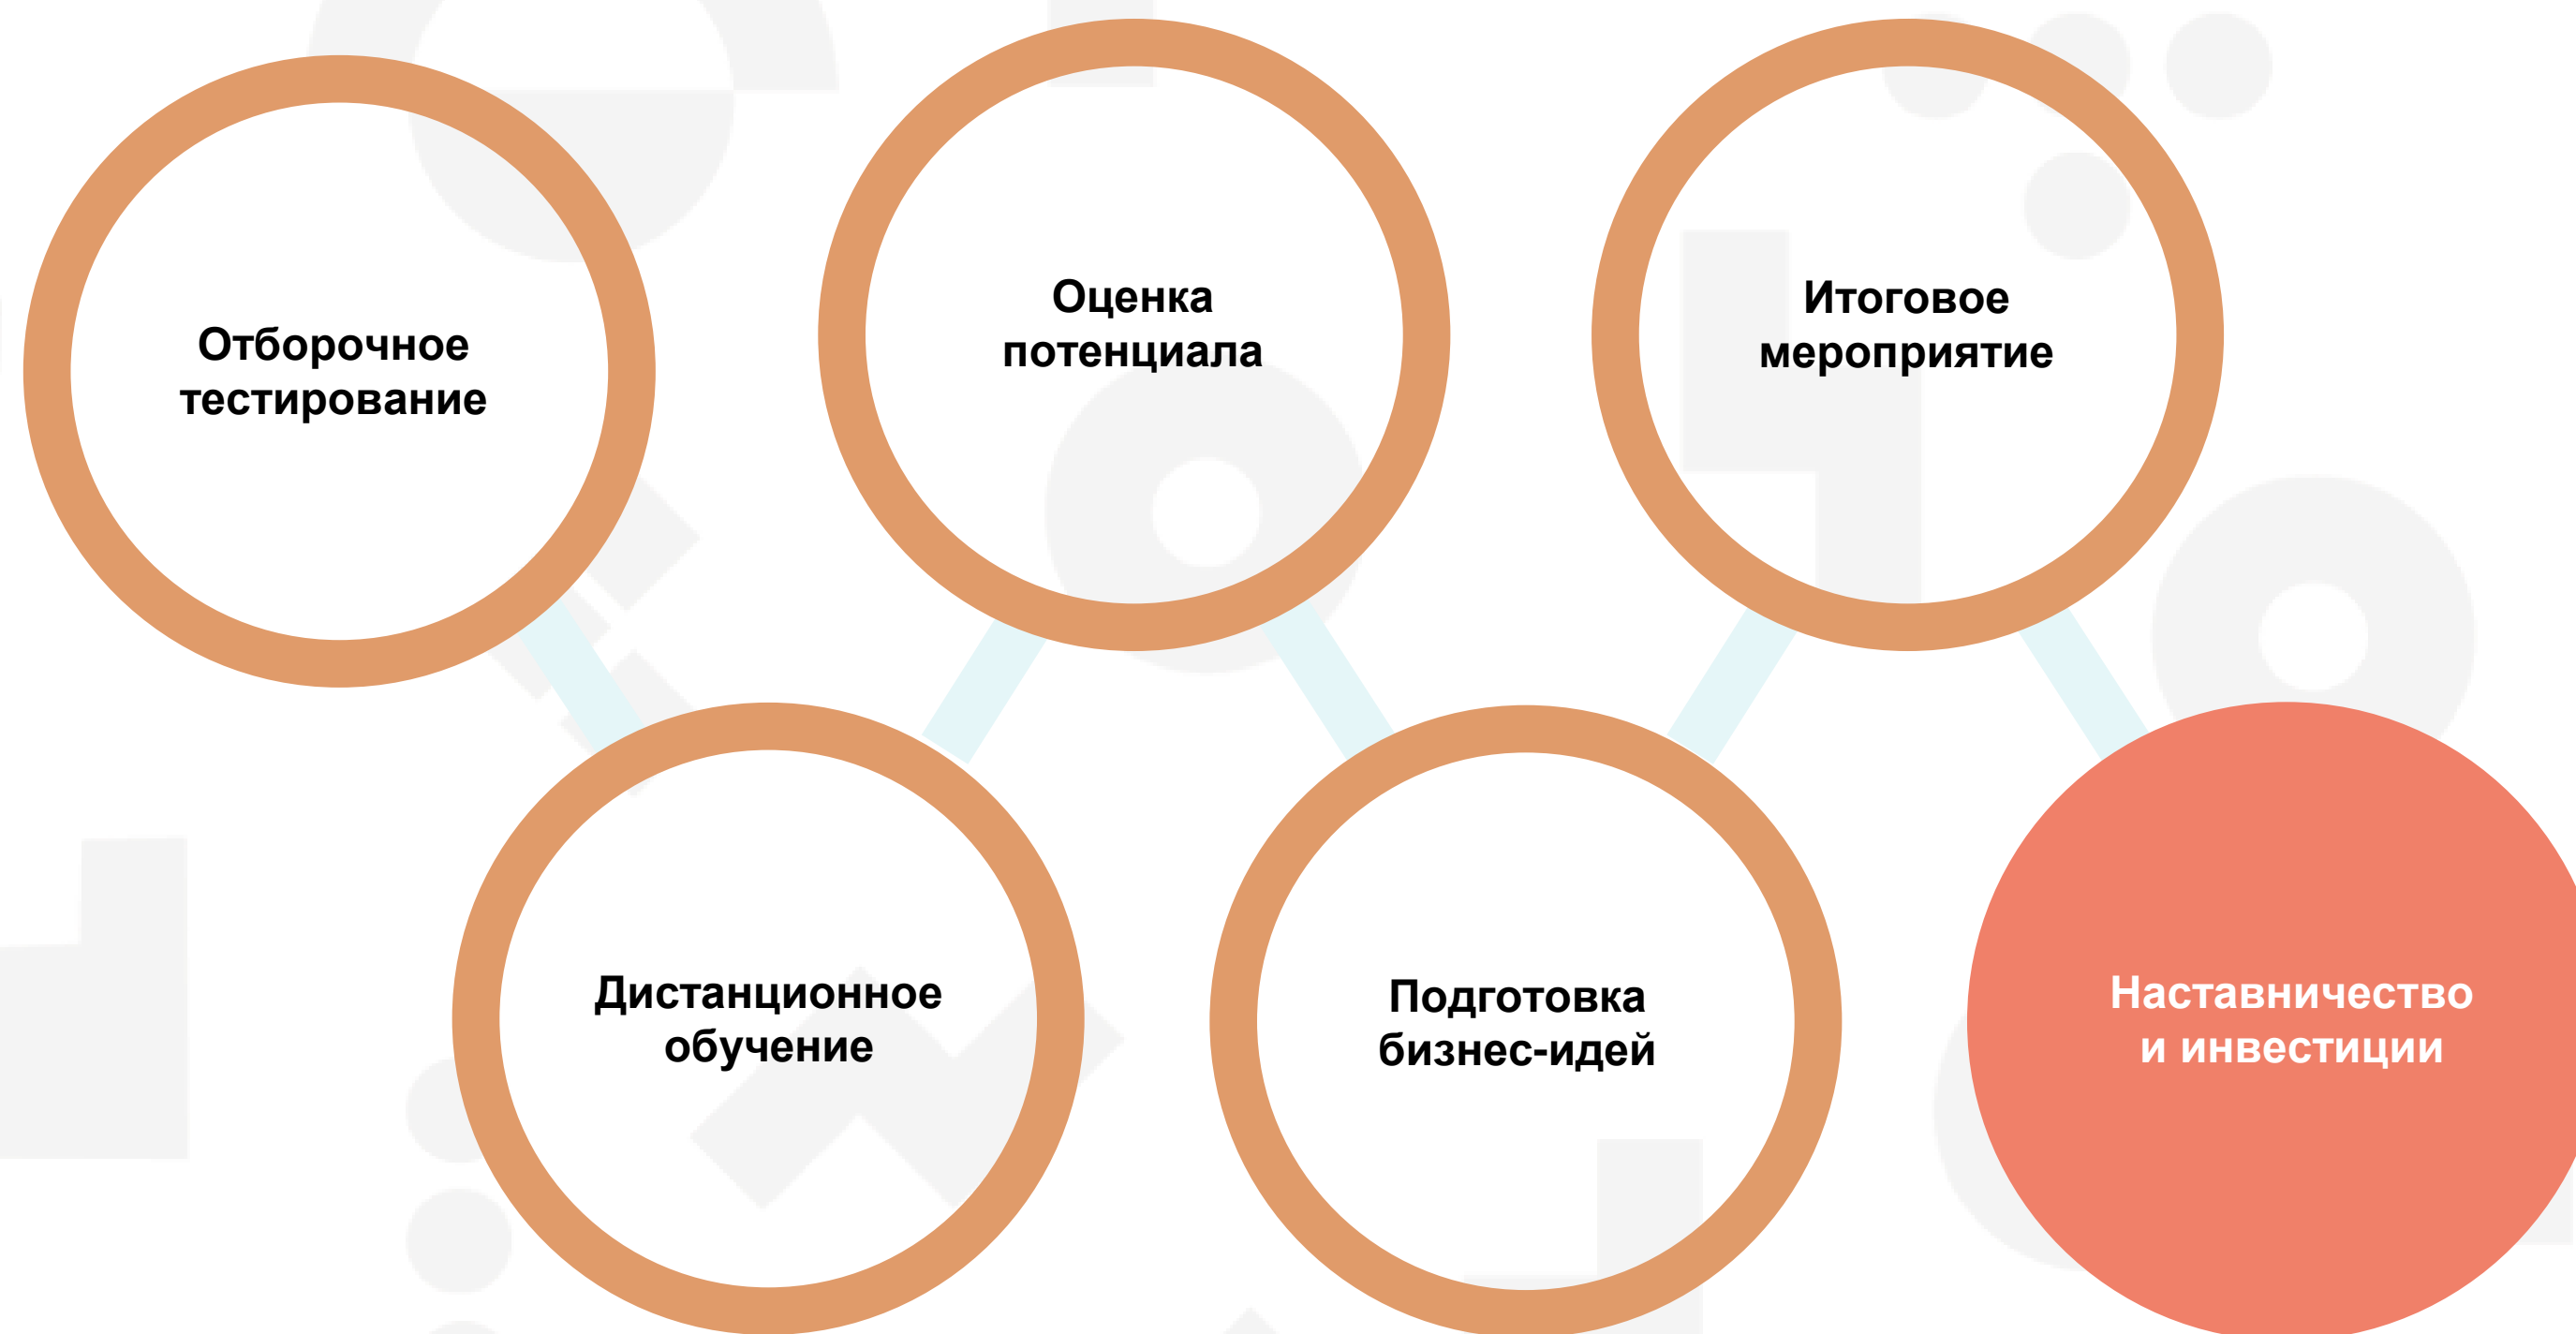 Отборочное
тестирование
Дистанционное
обучение
Оценка
потенциала
Подготовка
бизнес-идей
Итоговое
мероприятие
Наставничество
и инвестиции